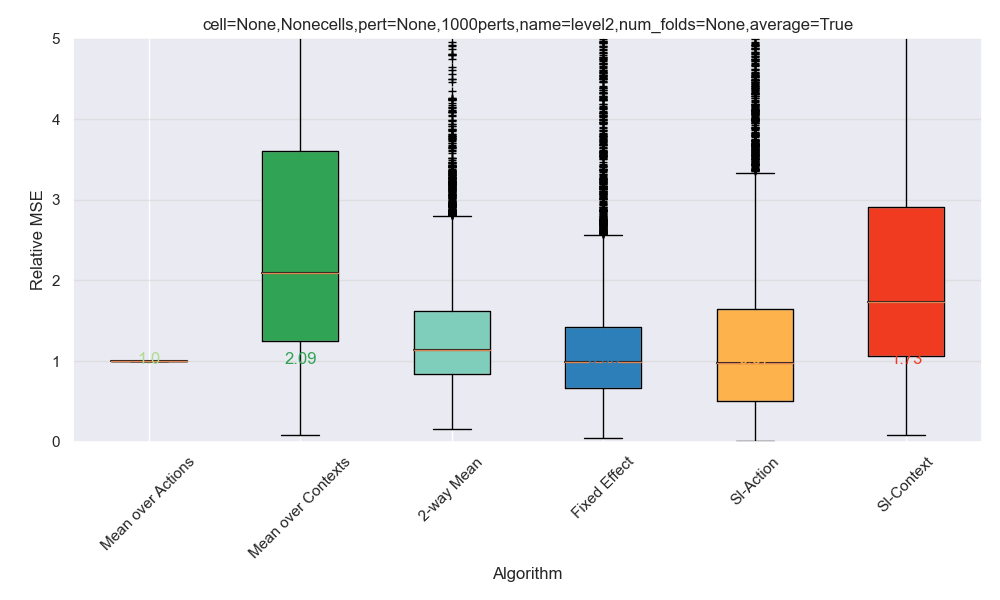 cell=None,Nonecells,pert=None,1000perts,name=level2,num_folds=None,average=True
Relative MSE
5
4
3
2
1
0
1.0
2.09
1.73
Mean over Actions
Mean over Contexts
2-way Mean
Fixed Effect
SI-Action
SI-Context
Algorithm